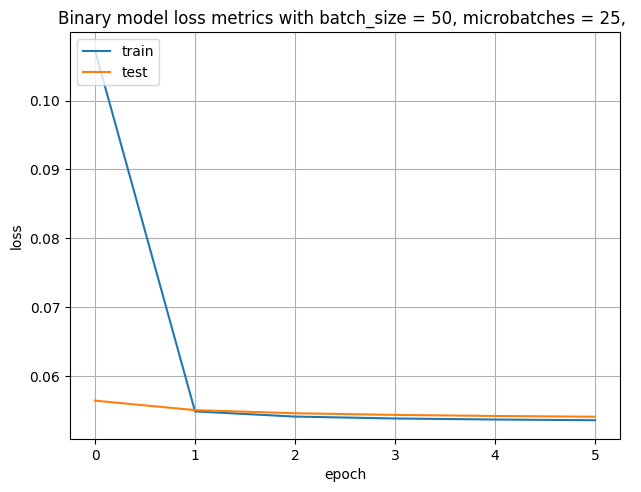 Binary model loss metrics with batch_size = 50, microbatches = 25,
train
test
0.10
0.09
0.08
0.07
0.06
loss
0
1
2
3
4
5
epoch